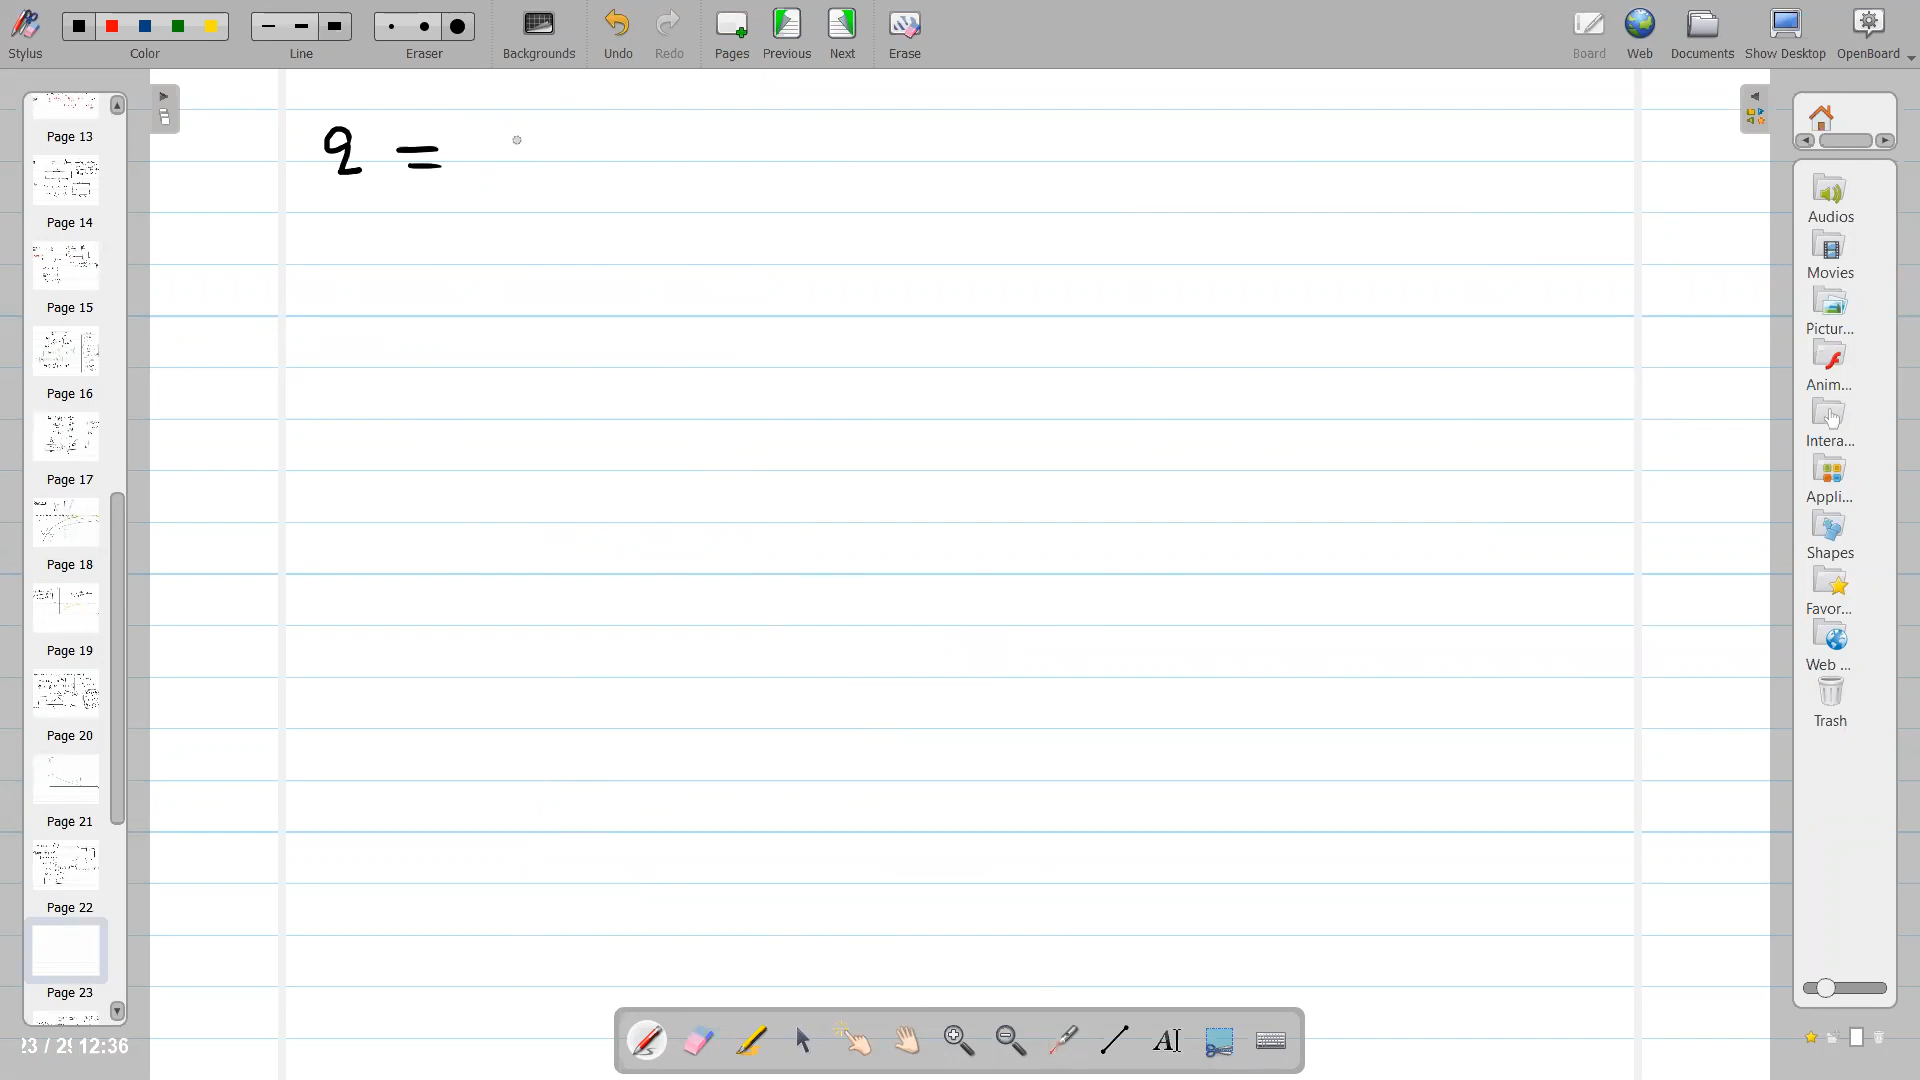 Stylus
Color
Line
Eraser
Backgrounds
Undo
Redo
Pages
Previous
Next
Erase
Board
Web
Documents
Show Desktop
OpenBoard
q =
Page 13
Page 14
Page 15
Page 16
Page 17
Page 18
Page 19
Page 20
Page 21
Page 22
Page 23
12:36
Audios
Movies
Pictur...
Anim...
Intera...
Appli...
Shapes
Favor...
Web ...
Trash